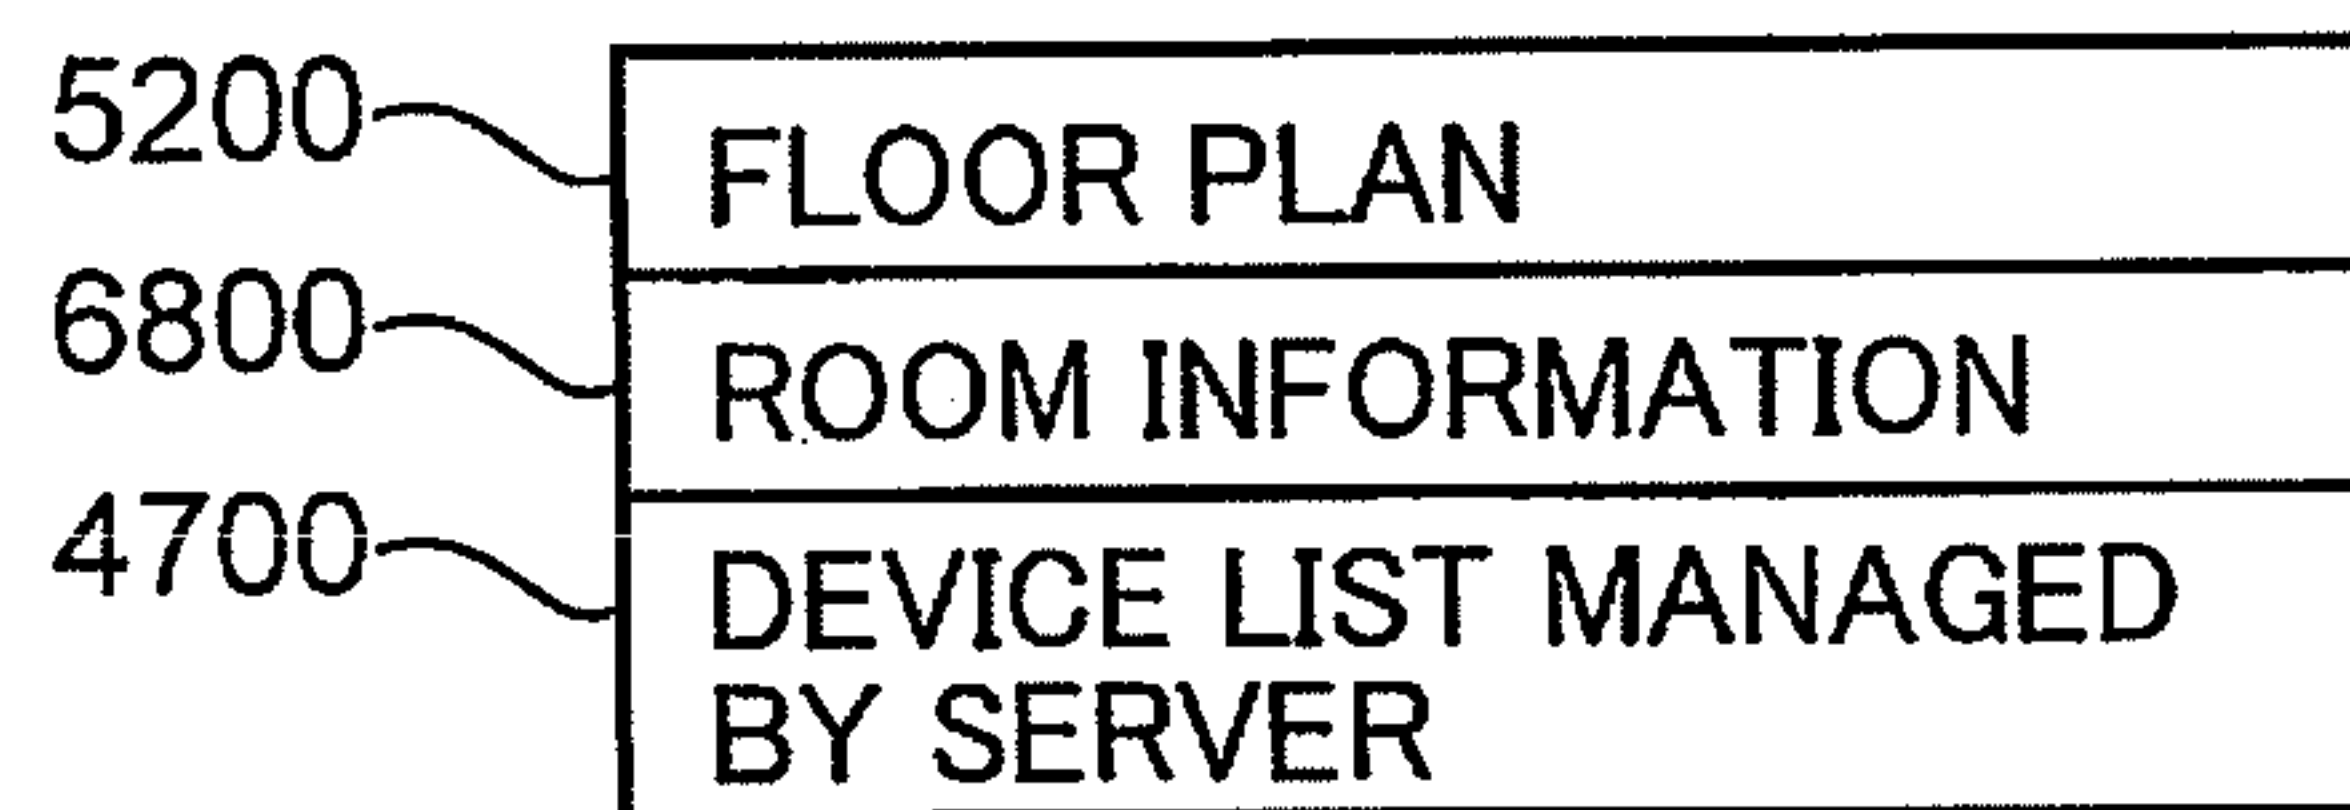 5200 FLOOR PLAN
6800 ROOM INFORMATION
4700 DEVICE LIST MANAGED
BY SERVER